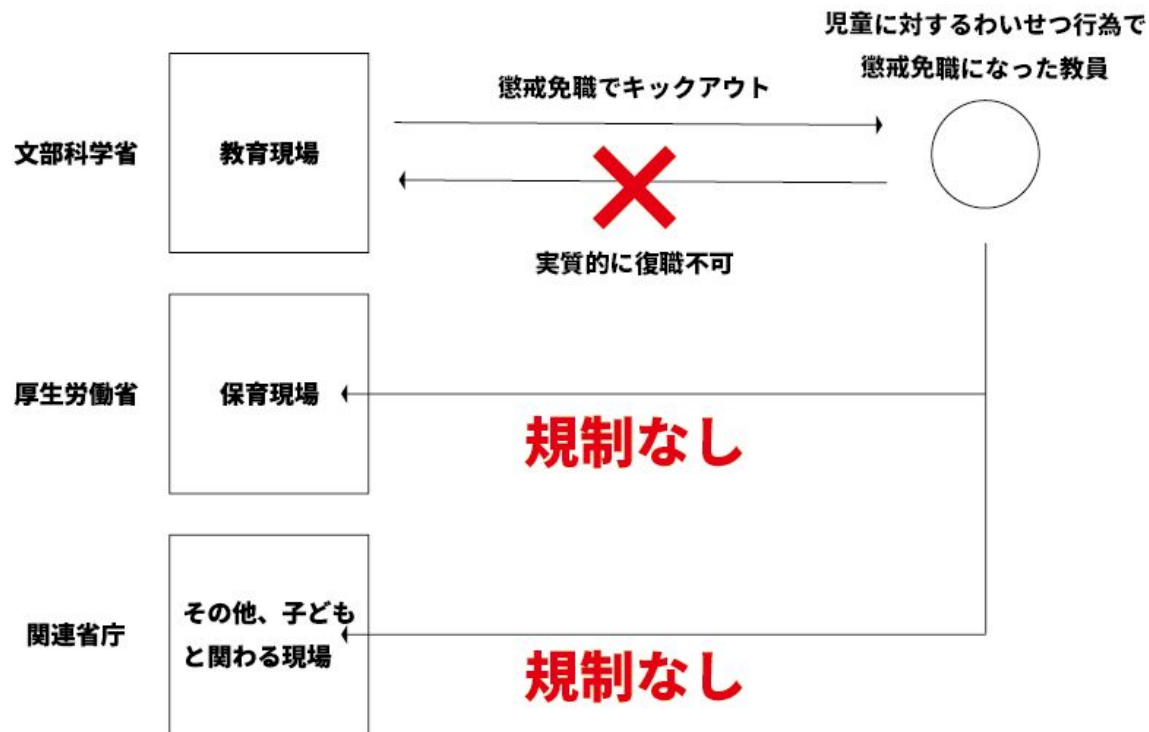 児童に対するわいせつ行為で
懲戒免職になった教員
懲戒免職でキックアウト
文部科学省
教育現場
実質的に復職不可
厚生労働省
保育現場
規制なし
関連省庁
その他、子ども
と関わる現場
規制なし